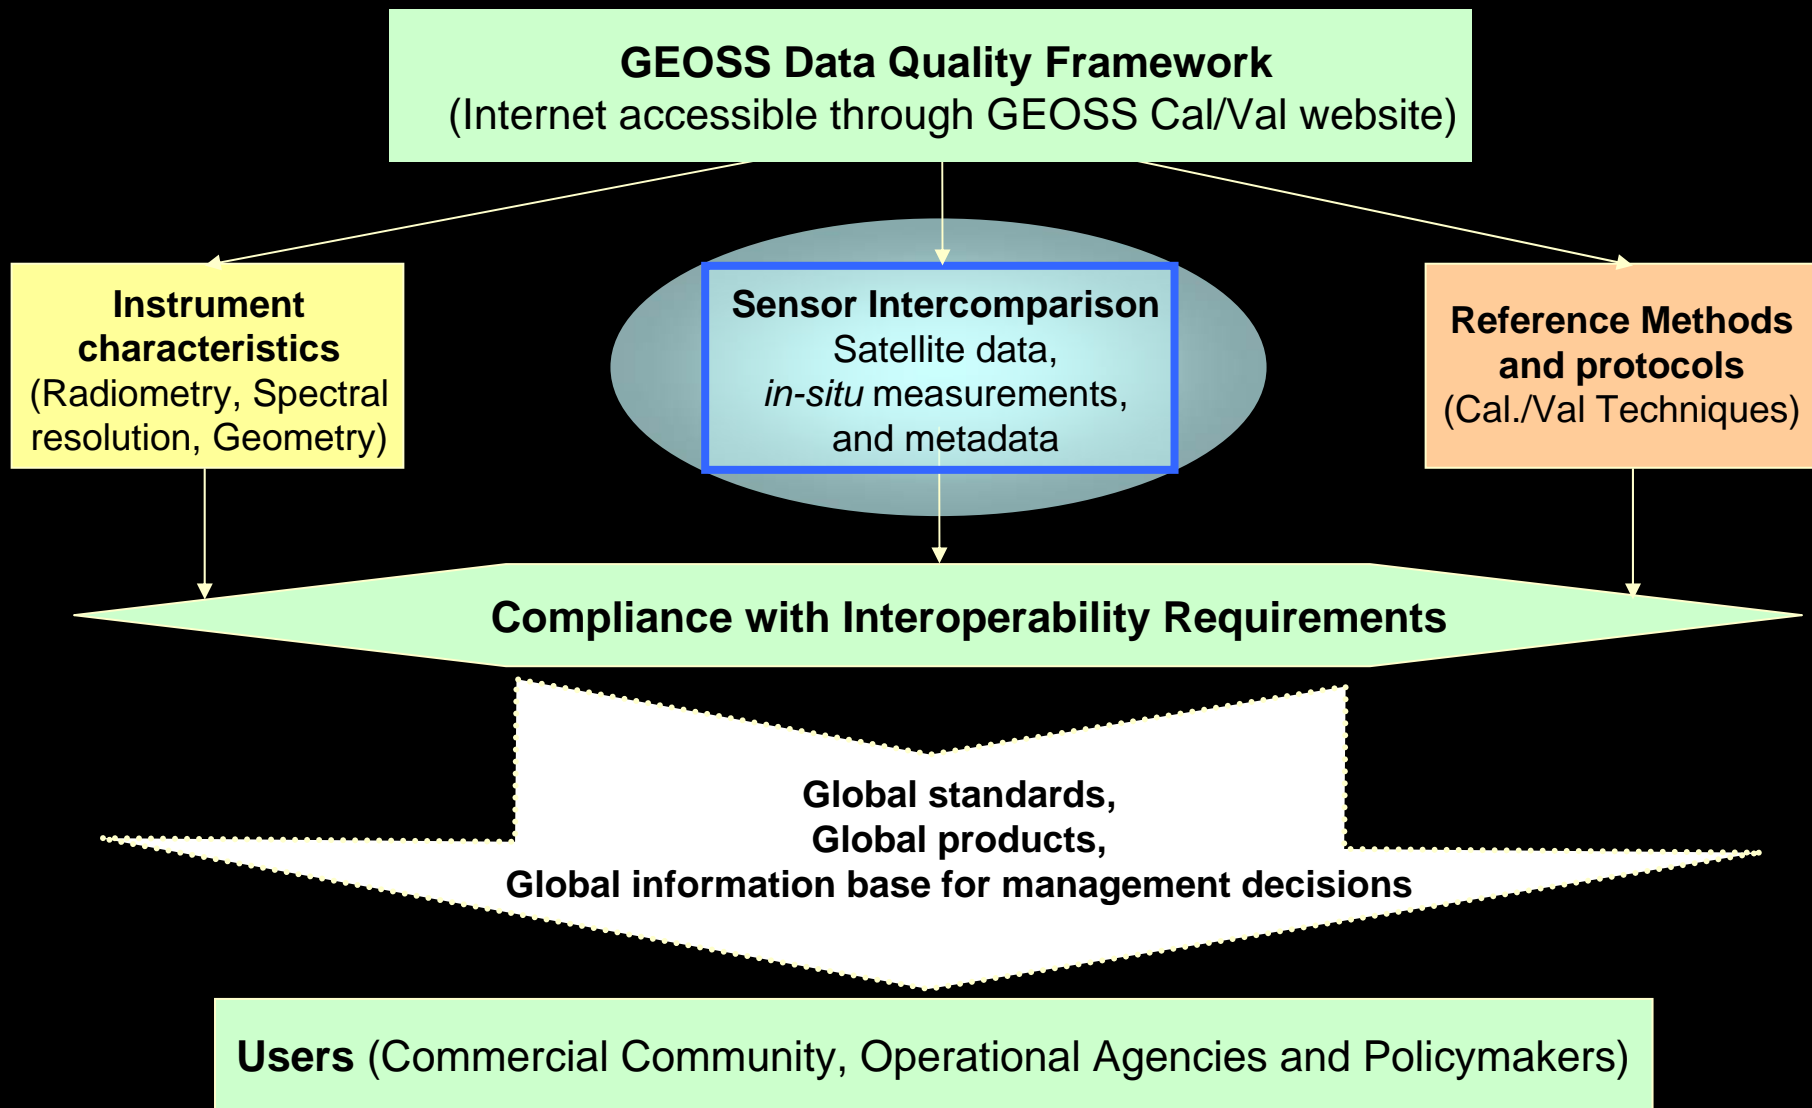 GEOSS Data Quality Framework
(Internet accessible through GEOSS Cal/Val website)
Instrument
characteristics
(Radiometry, Spectral
resolution, Geometry)
Sensor Intercomparison
Satellite data,
in-situ measurements,
and metadata
Reference Methods
and protocols
(Cal./Val Techniques)
Compliance with Interoperability Requirements
Global standards,
Global products,
Global information base for management decisions
Users (Commercial Community, Operational Agencies and Policymakers)